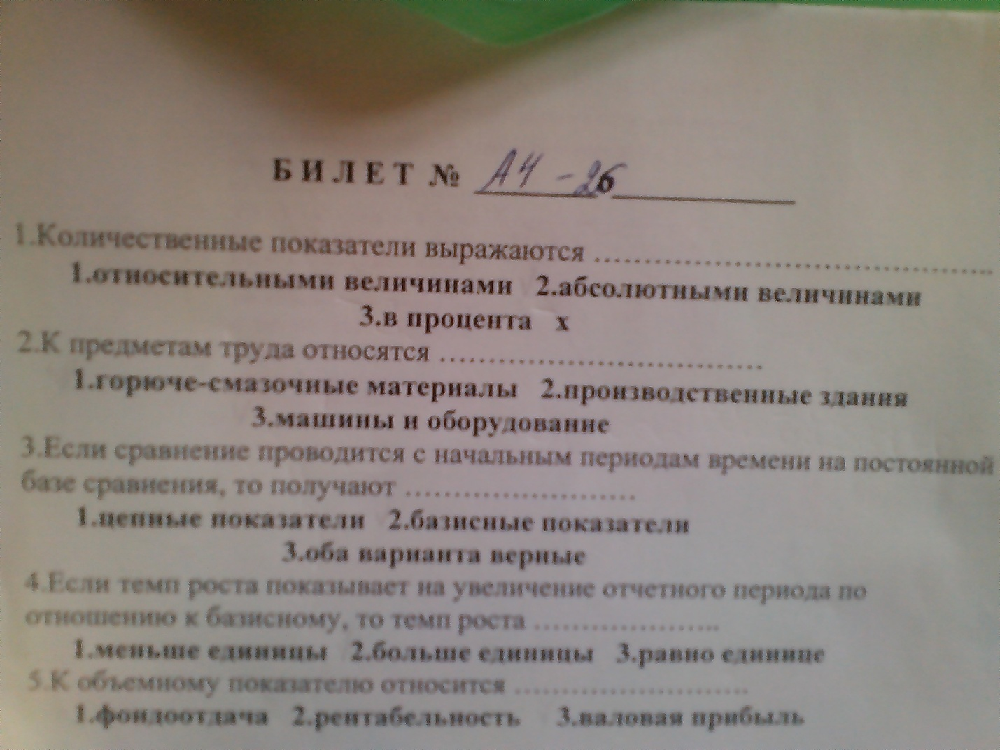 БИЛЕТ № А4 - 26
1.Количественные показатели выражаются ……………………………………..
1.относительными величинами 2.абсолютными величинами
3.в процента х
2.К предметам труда относятся ……………………………
1.горюче-смазочные материалы 2.производственные здания
3.машины и оборудование
3.Если сравнение проводится с начальным периодам времени на постоянной
базе сравнения, то получают ……………………
1.цепные показатели 2.базисные показатели
3.оба варианта верные
4.Если темп роста показывает на увеличение отчетного периода по
отношению к базисному, то темп роста ………………..
1.меньше единицы 2.больше единицы 3.равно единице
5.К объемному показателю относится ……………………
1.фондоотдача 2.рентабельность 3.валовая прибыль